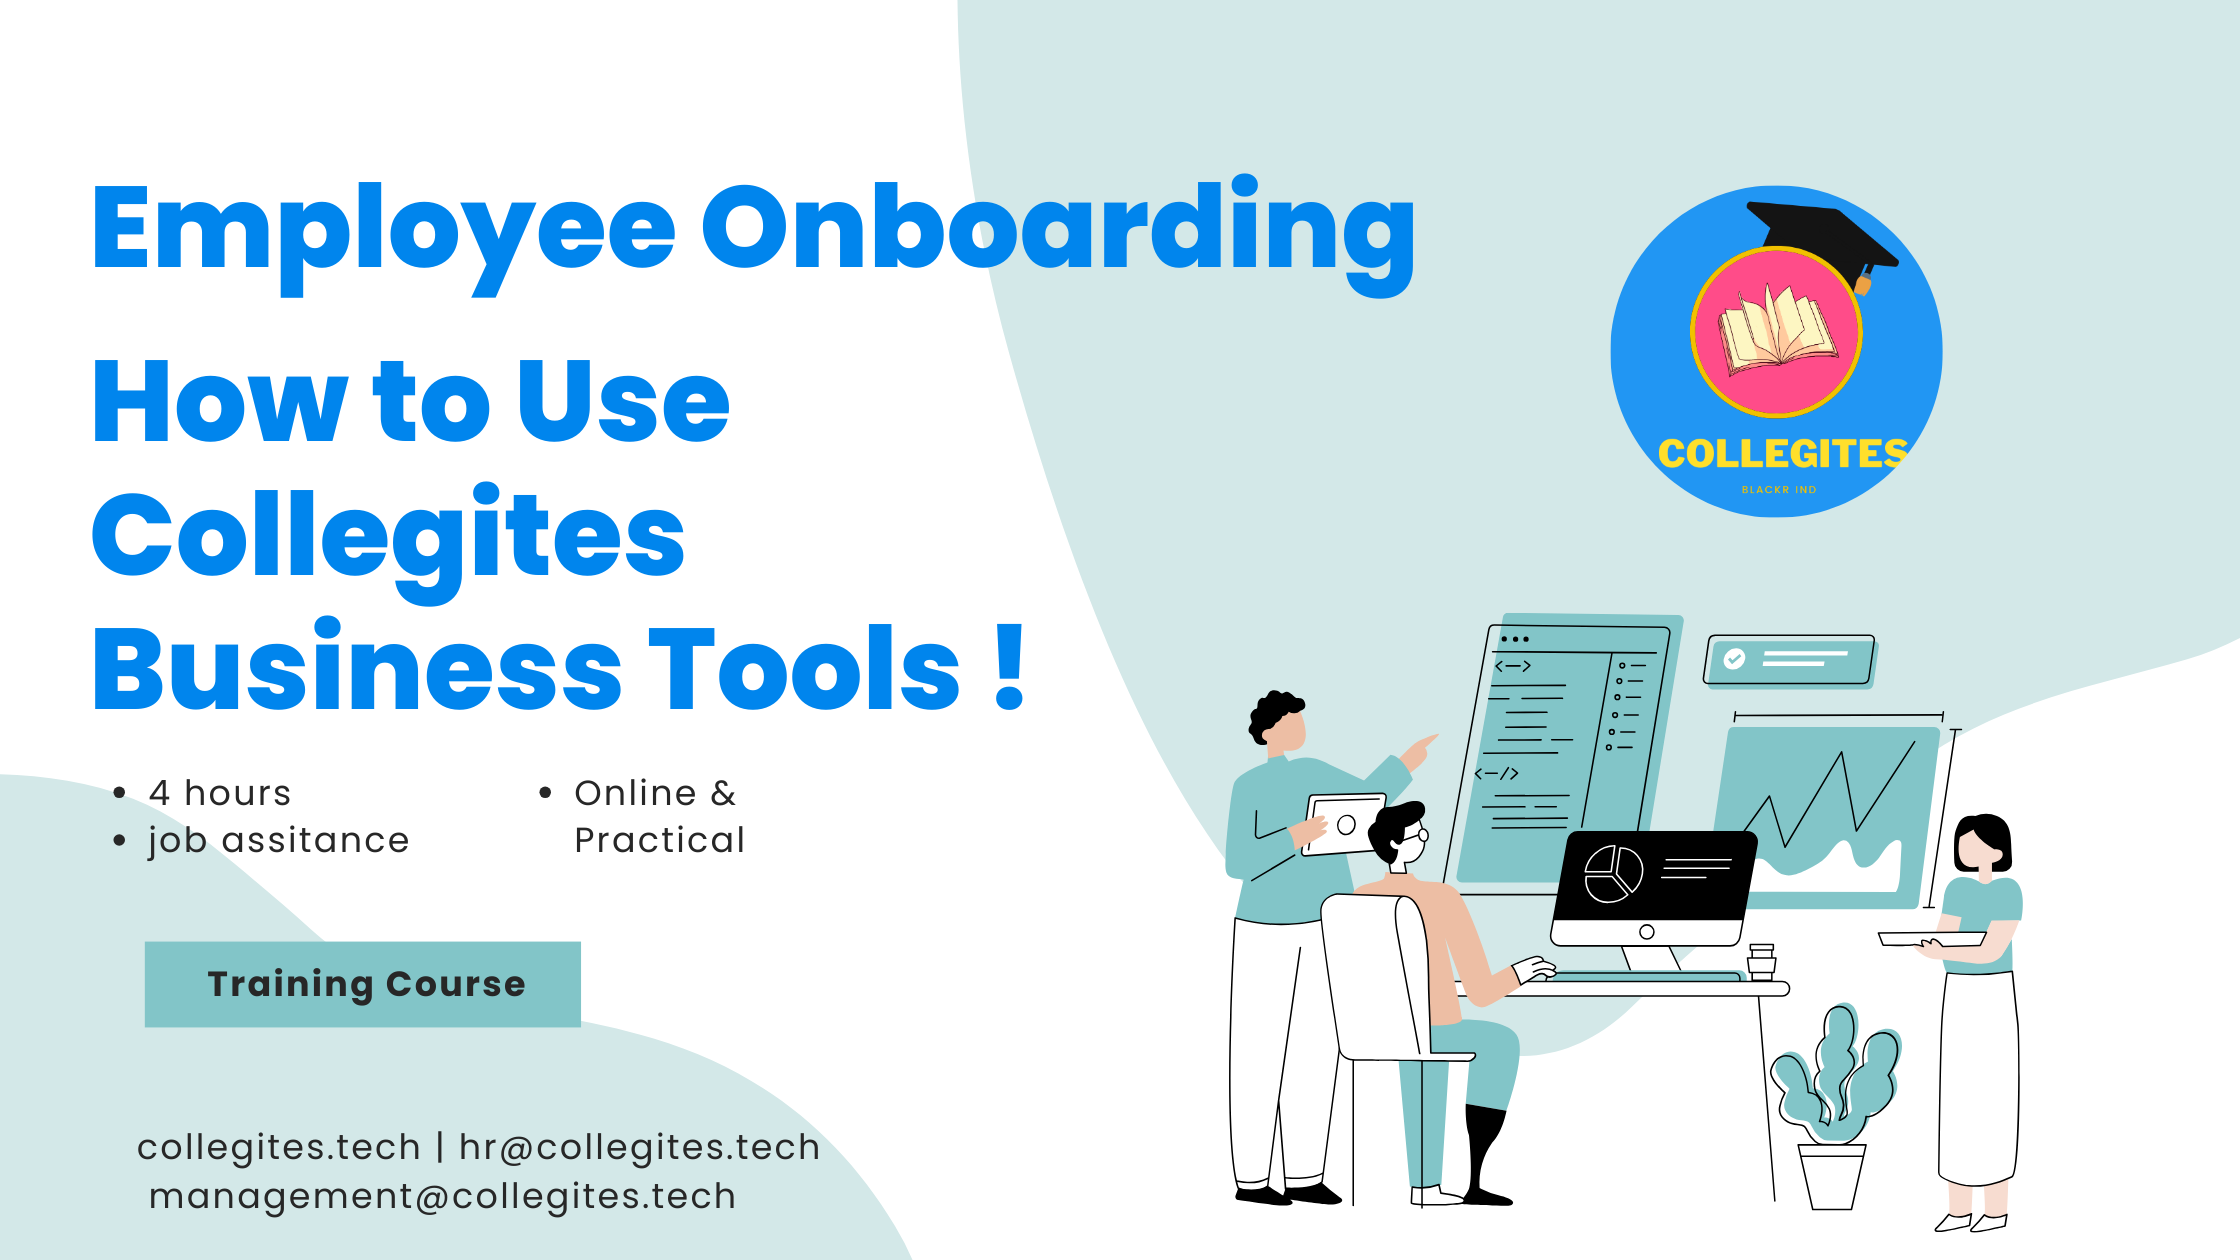 Employee Onboarding
How to Use
Collegites
Business Tools !
4 hours
job assitance
Online &
Practical
Training Course
collegites.tech | hr@collegites.tech
management@collegites.tech
COLLEGITES
BLACKR IND
<—>
<—/>